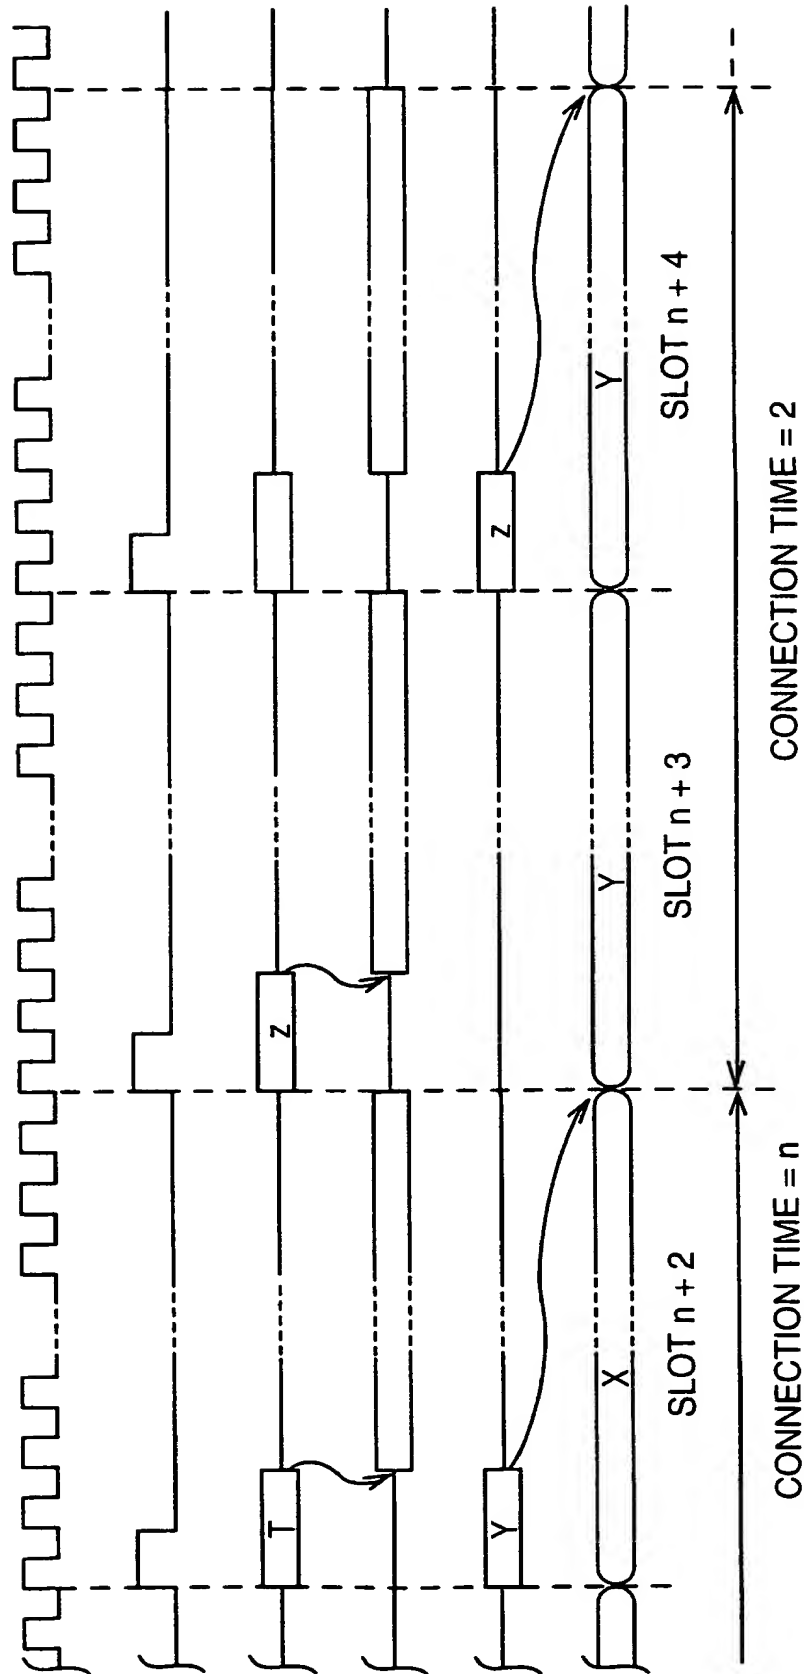 T Z
Y Z
X Y Y
SLOT n + 2 SLOT n + 3 SLOT n + 4
CONNECTION TIME = n CONNECTION TIME = 2